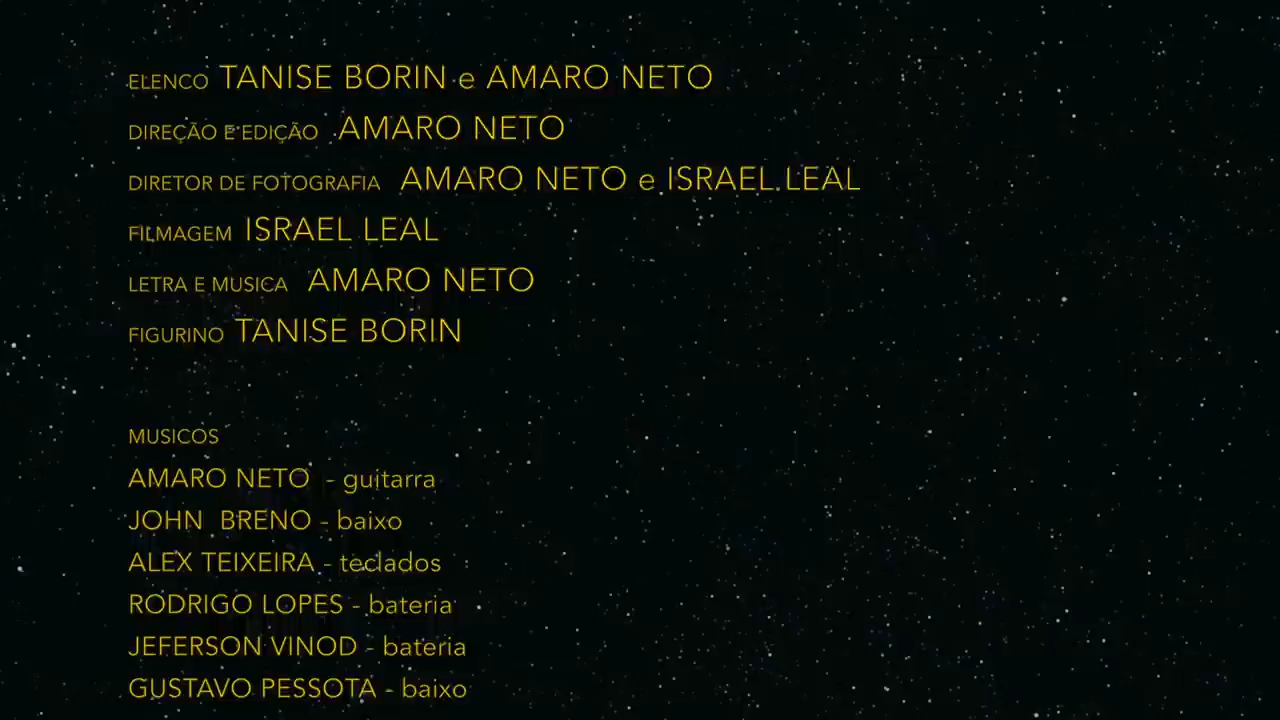 ELENCO TANISE BORIN e AMARO NETO
DIREÇÃO E EDIÇÃO AMARO NETO
DIRETOR DE FOTOGRAFIA AMARO NETO e ISRAEL LEAL
FILMAGEM ISRAEL LEAL
LETRA E MUSICA AMARO NETO
FIGURINO TANISE BORIN
MUSICOS
AMARO NETO - guitarra
JOHN BRENO - baixo
ALEX TEIXEIRA - teclados
RODRIGO LOPES - bateria
JEFERSON VINOD - bateria
GUSTAVO PESSOTA - baixo